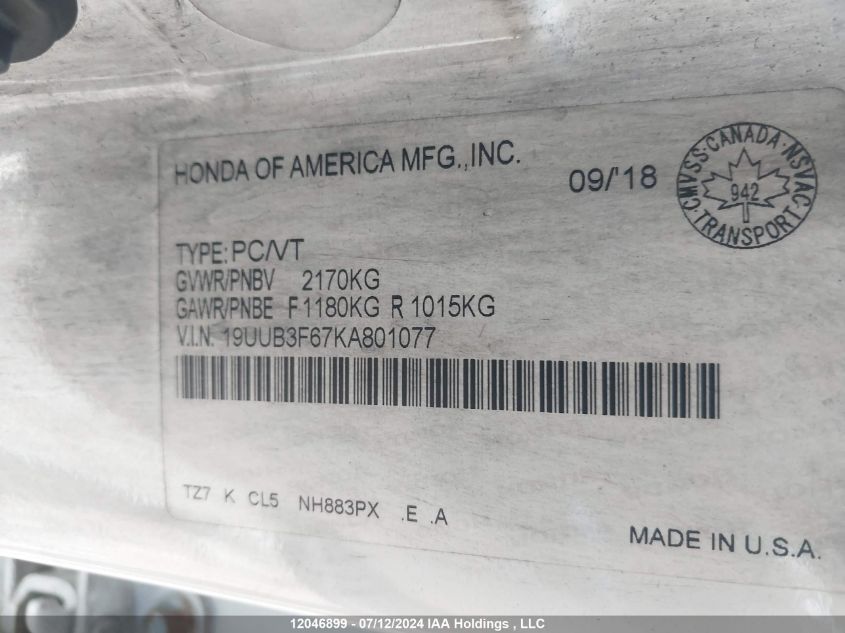 HONDA OF AMERICA MFG.,INC.
09/'18
CMVSS·CANADA·NSVAC
942
·TRANSPORT·
TYPE: PC/VT
GVWR/PNBV 2170KG
GAWR/PNBE F 1180KG R 1015KG
V.I.N. 19UUB3F67KA801077
TZ7 K CL5 NH883PX .E .A
MADE IN U.S.A.
12046899 - 07/12/2024 IAA Holdings , LLC